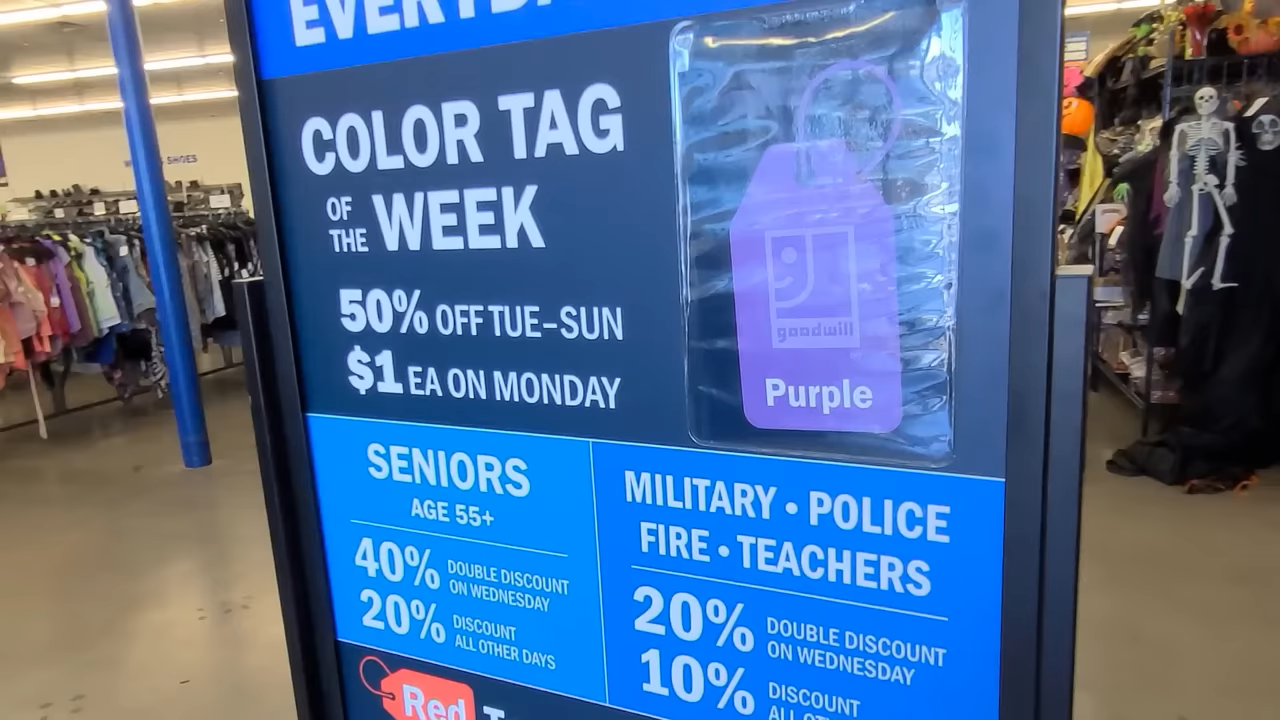 COLOR TAG
OF THE WEEK
50% OFF TUE-SUN
$1 EA ON MONDAY
goodwill
Purple
SENIORS
AGE 55+
40% DOUBLE DISCOUNT ON WEDNESDAY
20% DISCOUNT ALL OTHER DAYS
MILITARY • POLICE
FIRE • TEACHERS
20% DOUBLE DISCOUNT ON WEDNESDAY
10% DISCOUNT
Red
SHOES